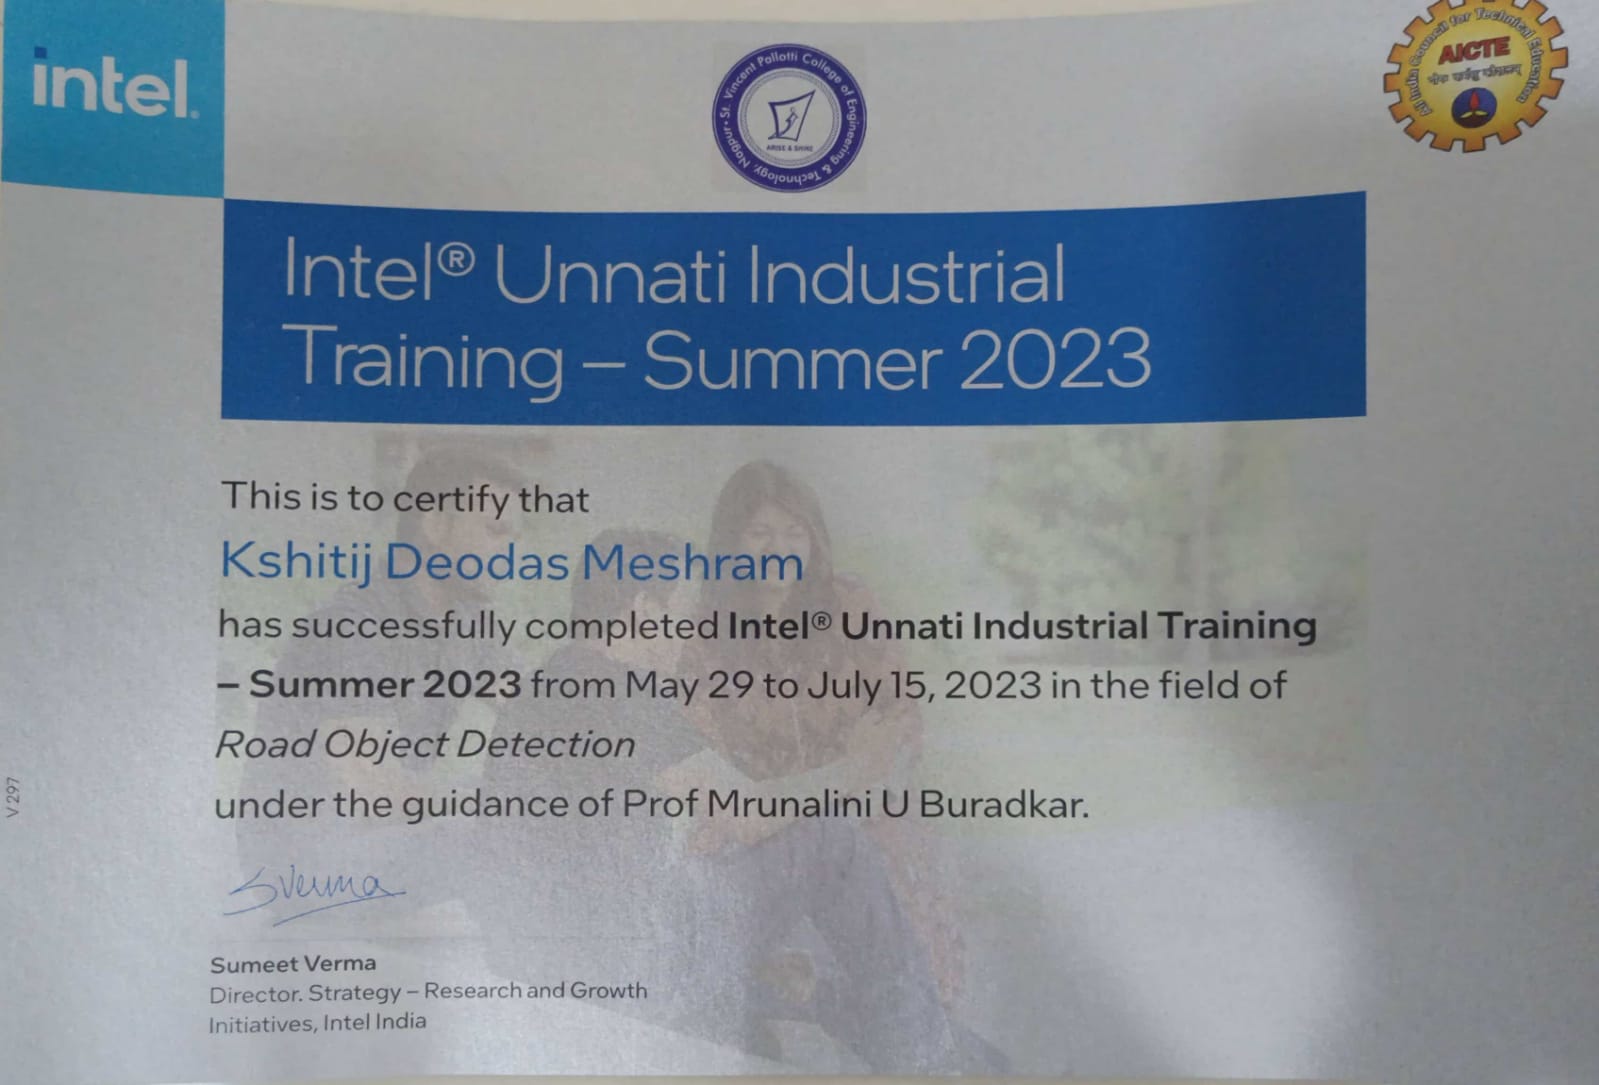 intel.
St. Vincent Pallotti College of Engineering & Technology, Nagpur
ARISE & SHINE
All India Council for Technical Education
AICTE
Intel® Unnati Industrial
Training – Summer 2023
This is to certify that
Kshitij Deodas Meshram
has successfully completed Intel® Unnati Industrial Training
– Summer 2023 from May 29 to July 15, 2023 in the field of
Road Object Detection
under the guidance of Prof Mrunalini U Buradkar.
SVerma
Sumeet Verma
Director. Strategy – Research and Growth
Initiatives, Intel India
V297